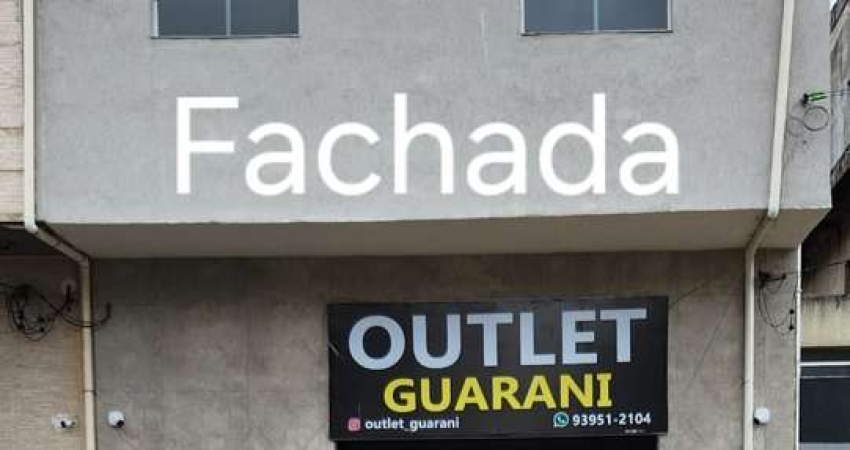 Fachada
OUTLET
GUARANI
outlet_guarani 93951-2104